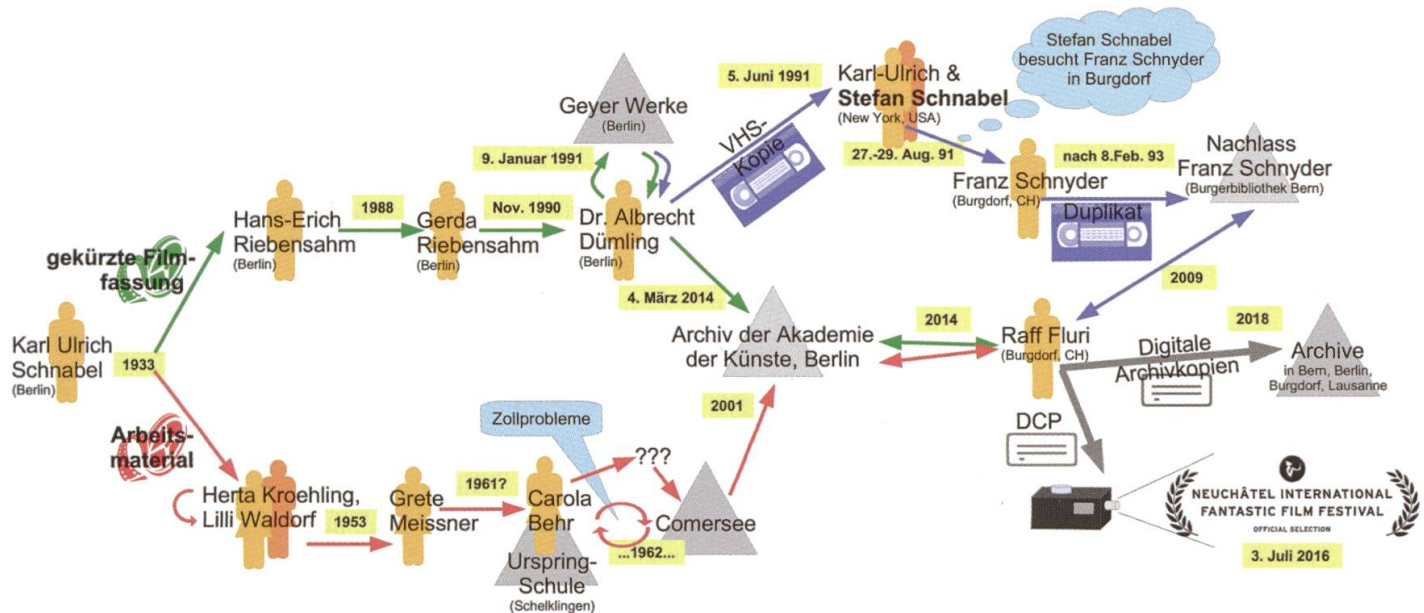 Stefan Schnabel
besucht Franz Schnyder
in Burgdorf
5. Juni 1991
Karl-Ulrich &
Stefan Schnabel
(New York, USA)
Geyer Werke
(Berlin)
VHS-
Kopie
9. Januar 1991
27.-29. Aug. 91
nach 8.Feb. 93
Nachlass
Franz Schnyder
(Burgerbibliothek Bern)
Franz Schnyder
(Burgdorf, CH)
Duplikat
Hans-Erich
Riebensahm
(Berlin)
1988
Gerda
Riebensahm
(Berlin)
Nov. 1990
Dr. Albrecht
Dümling
(Berlin)
gekürzte Film-
fassung
4. März 2014
2009
Karl Ulrich
Schnabel
(Berlin)
1933
Archiv der Akademie
der Künste, Berlin
2014
Raff Fluri
(Burgdorf, CH)
2018
Digitale
Archivkopien
Archive
in Bern, Berlin,
Burgdorf, Lausanne
Arbeits-
material
Zollprobleme
2001
DCP
Herta Kroehling,
Lilli Waldorf
1953
Grete
Meissner
1961?
Carola
Behr
???
Comersee
...1962...
Urspring-
Schule
(Schelklingen)
NEUCHÂTEL INTERNATIONAL
FANTASTIC FILM FESTIVAL
OFFICIAL SELECTION
3. Juli 2016